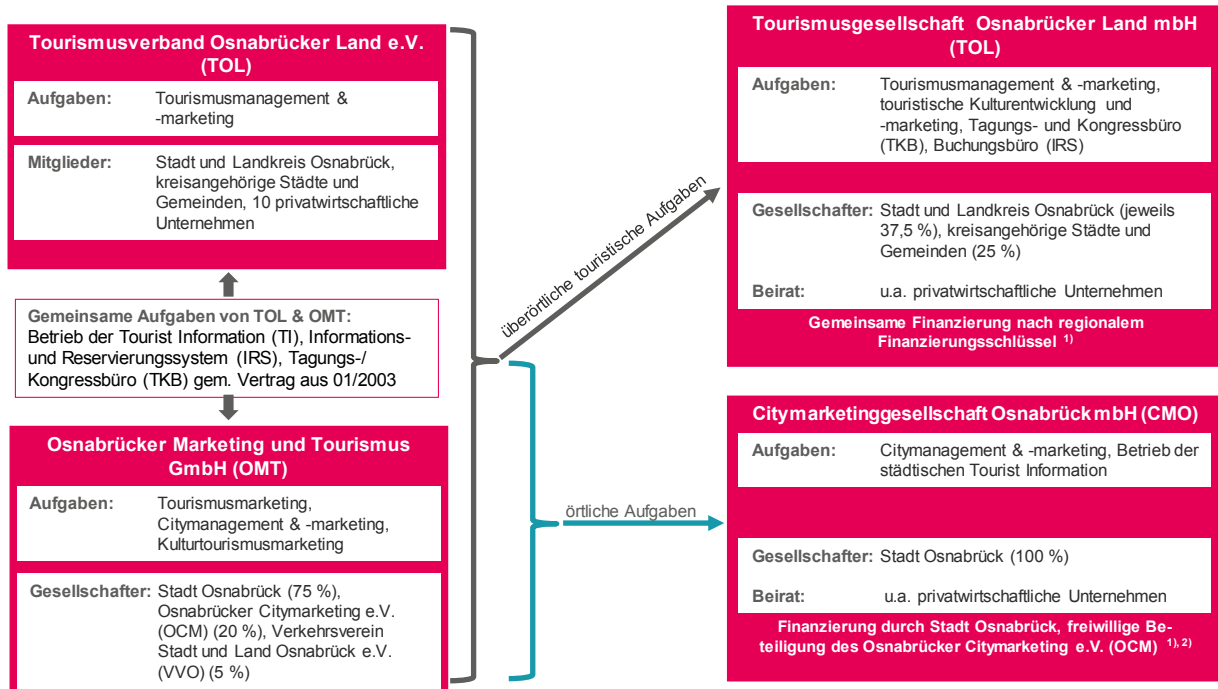 Tourismusverband Osnabrücker Land e.V.
(TOL)
Aufgaben: Tourismusmanagement &
-marketing
Mitglieder: Stadt und Landkreis Osnabrück,
kreisangehörige Städte und
Gemeinden, 10 privatwirtschaftliche
Unternehmen
Gemeinsame Aufgaben von TOL & OMT:
Betrieb der Tourist Information (TI), Informations-
und Reservierungssystem (IRS), Tagungs-/
Kongressbüro (TKB) gem. Vertrag aus 01/2003
Osnabrücker Marketing und Tourismus
GmbH (OMT)
Aufgaben: Tourismusmarketing,
Citymanagement & -marketing,
Kulturtourismusmarketing
Gesellschafter: Stadt Osnabrück (75 %),
Osnabrücker Citymarketing e.V.
(OCM) (20 %), Verkehrsverein
Stadt und Land Osnabrück e.V.
(VVO) (5 %)
überörtliche touristische Aufgaben
örtliche Aufgaben
Tourismusgesellschaft Osnabrücker Land mbH
(TOL)
Aufgaben: Tourismusmanagement & -marketing,
touristische Kulturentwicklung und
-marketing, Tagungs- und Kongressbüro
(TKB), Buchungsbüro (IRS)
Gesellschafter: Stadt und Landkreis Osnabrück (jeweils
37,5 %), kreisangehörige Städte und
Gemeinden (25 %)
Beirat: u.a. privatwirtschaftliche Unternehmen
Gemeinsame Finanzierung nach regionalem
Finanzierungsschlüssel 1)
Citymarketinggesellschaft Osnabrück mbH (CMO)
Aufgaben: Citymanagement & -marketing, Betrieb der
städtischen Tourist Information
Gesellschafter: Stadt Osnabrück (100 %)
Beirat: u.a. privatwirtschaftliche Unternehmen
Finanzierung durch Stadt Osnabrück, freiwillige Be-
teiligung des Osnabrücker Citymarketing e.V. (OCM) 1), 2)